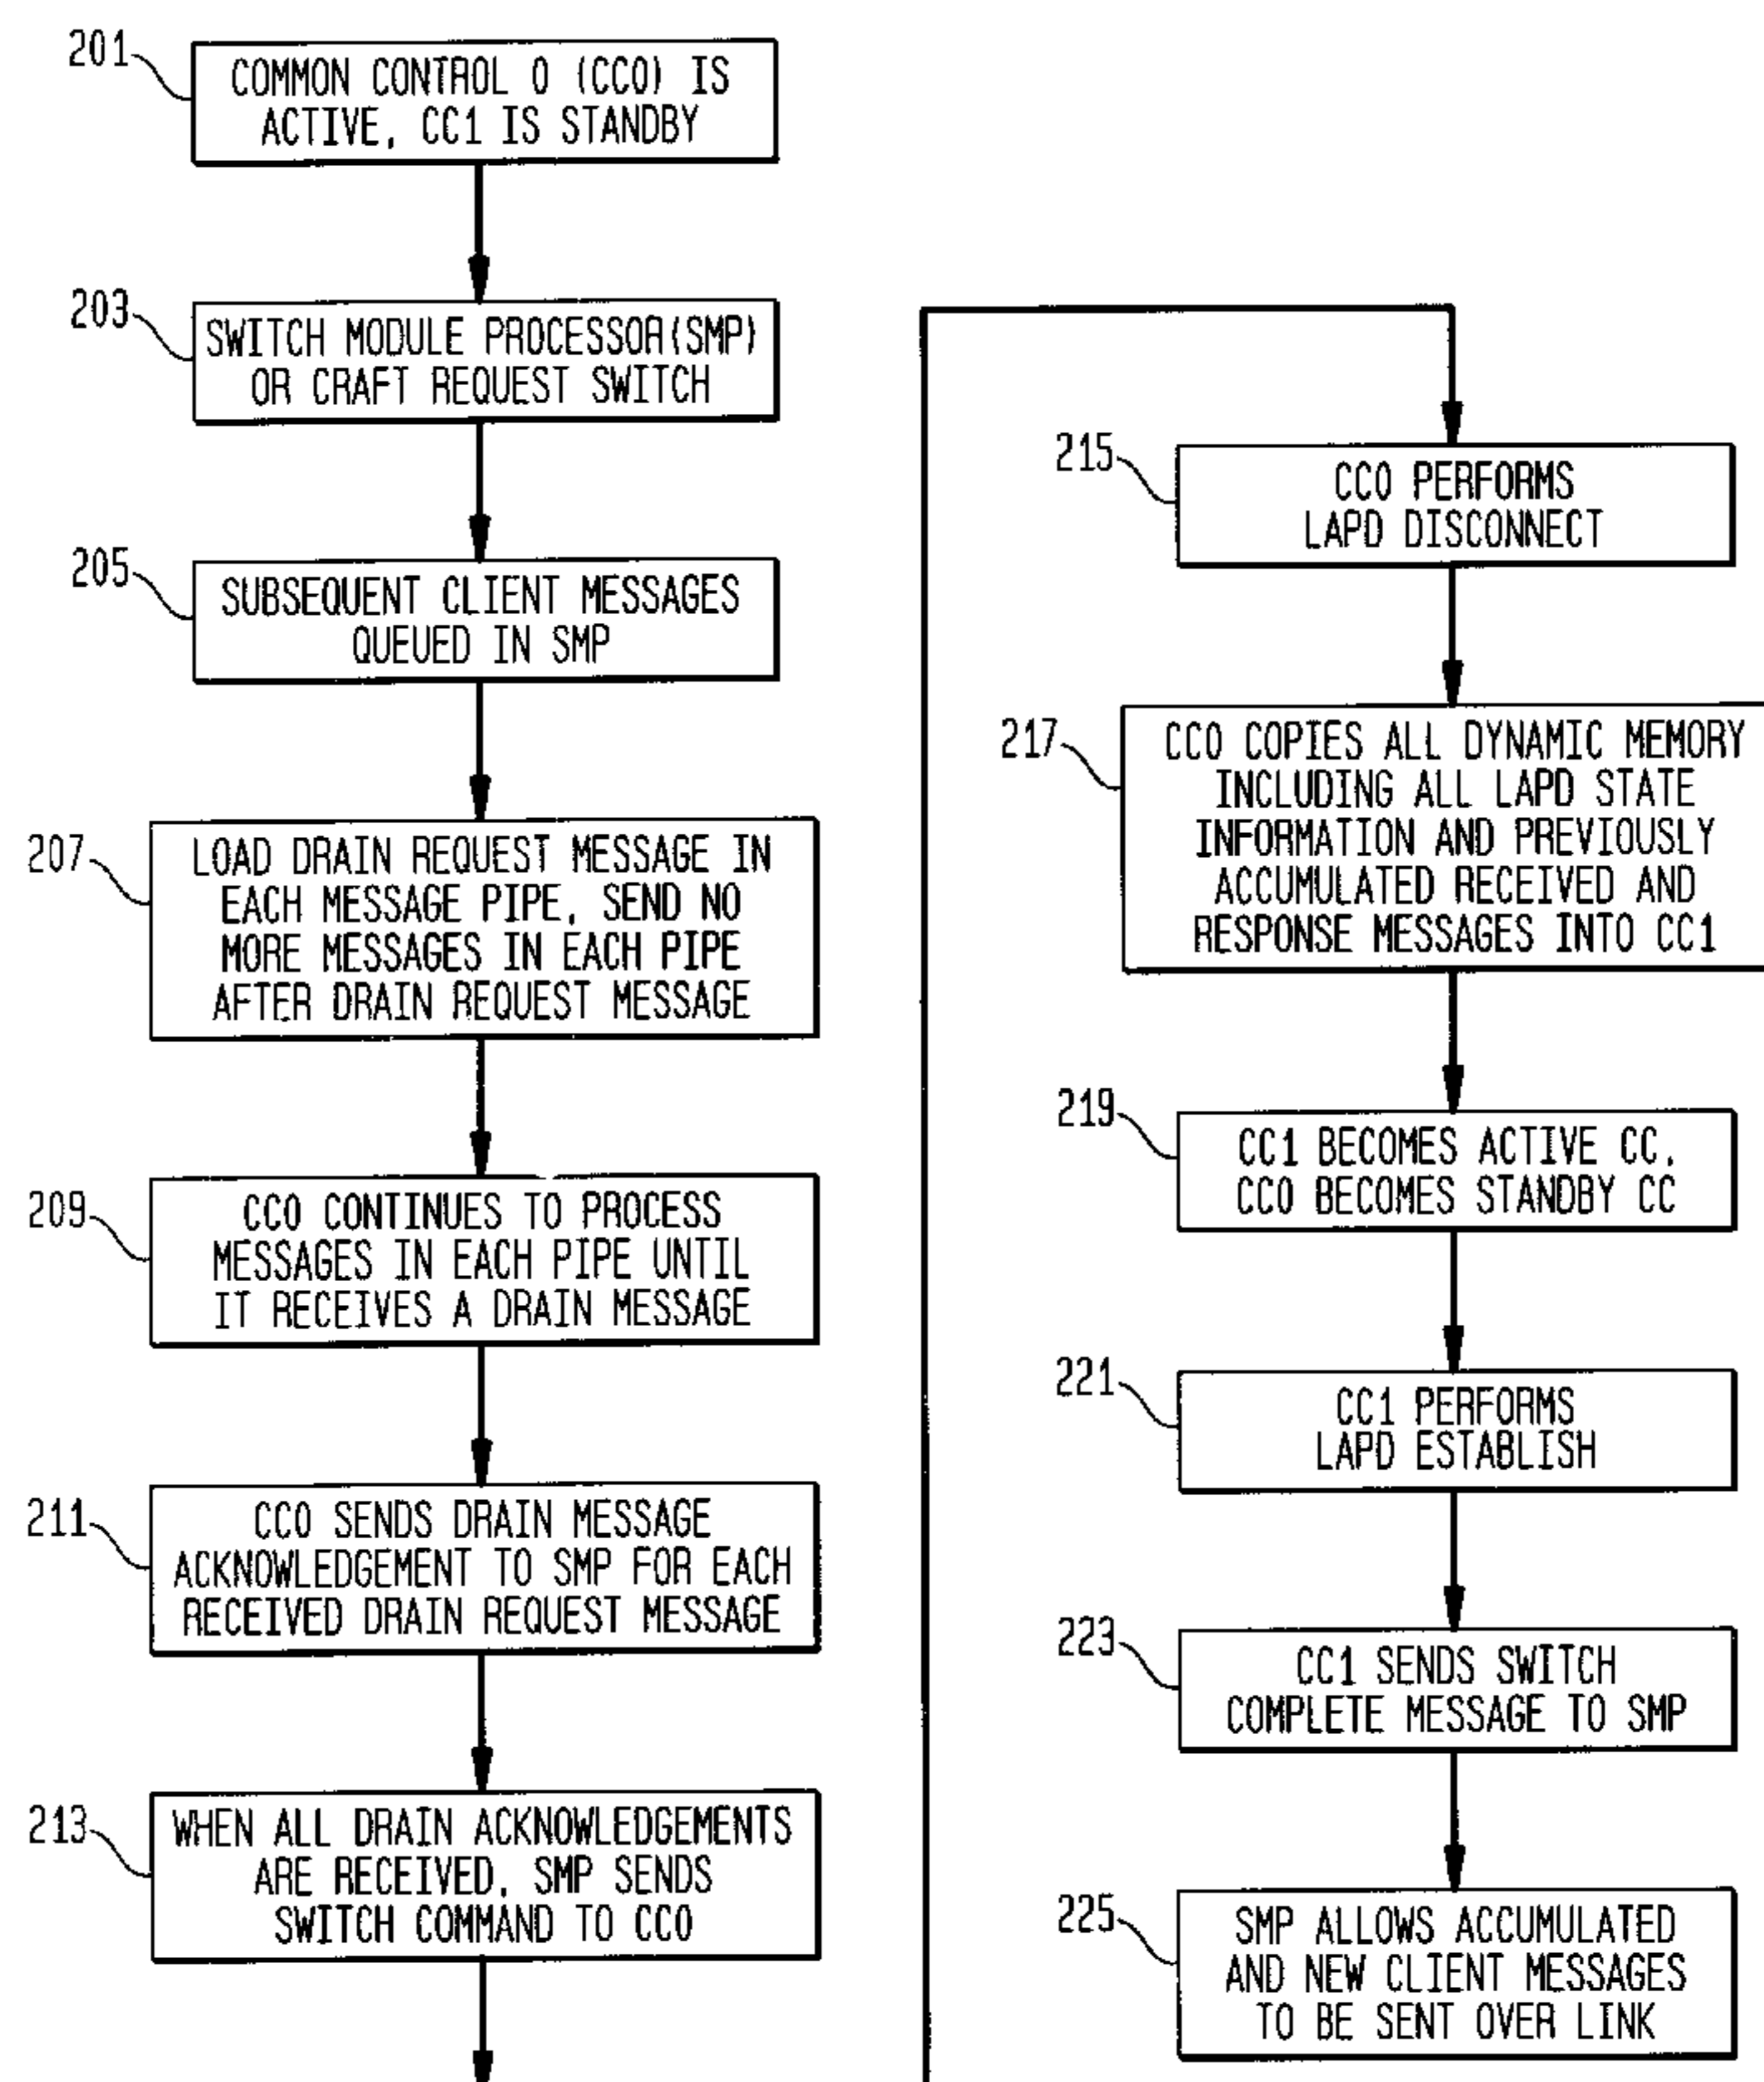 201
COMMON CONTROL 0 (CC0) IS
ACTIVE, CC1 IS STANDBY
203
SWITCH MODULE PROCESSOR(SMP)
OR CRAFT REQUEST SWITCH
205
SUBSEQUENT CLIENT MESSAGES
QUEUED IN SMP
207
LOAD DRAIN REQUEST MESSAGE IN
EACH MESSAGE PIPE, SEND NO
MORE MESSAGES IN EACH PIPE
AFTER DRAIN REQUEST MESSAGE
209
CC0 CONTINUES TO PROCESS
MESSAGES IN EACH PIPE UNTIL
IT RECEIVES A DRAIN MESSAGE
211
CC0 SENDS DRAIN MESSAGE
ACKNOWLEDGEMENT TO SMP FOR EACH
RECEIVED DRAIN REQUEST MESSAGE
213
WHEN ALL DRAIN ACKNOWLEDGEMENTS
ARE RECEIVED, SMP SENDS
SWITCH COMMAND TO CC0
215
CC0 PERFORMS
LAPD DISCONNECT
217
CC0 COPIES ALL DYNAMIC MEMORY
INCLUDING ALL LAPD STATE
INFORMATION AND PREVIOUSLY
ACCUMULATED RECEIVED AND
RESPONSE MESSAGES INTO CC1
219
CC1 BECOMES ACTIVE CC,
CC0 BECOMES STANDBY CC
221
CC1 PERFORMS
LAPD ESTABLISH
223
CC1 SENDS SWITCH
COMPLETE MESSAGE TO SMP
225
SMP ALLOWS ACCUMULATED
AND NEW CLIENT MESSAGES
TO BE SENT OVER LINK